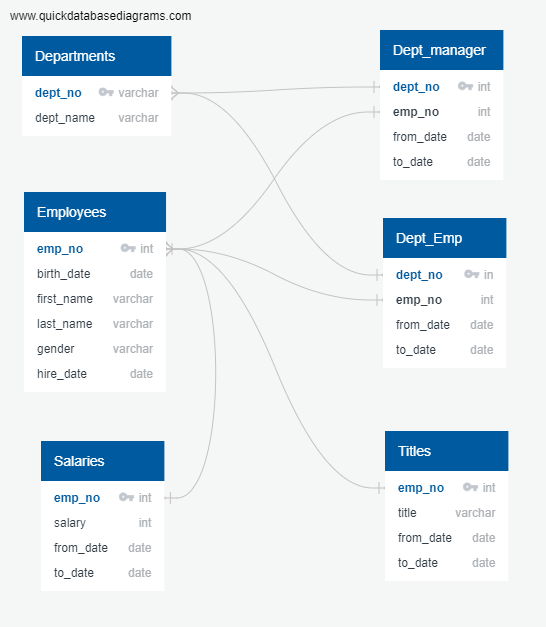 www.quickdatabasediagrams.com
Departments
dept_no varchar
dept_name varchar
Dept_manager
dept_no int
emp_no int
from_date date
to_date date
Employees
emp_no int
birth_date date
first_name varchar
last_name varchar
gender varchar
hire_date date
Dept_Emp
dept_no in
emp_no int
from_date date
to_date date
Salaries
emp_no int
salary int
from_date date
to_date date
Titles
emp_no int
title varchar
from_date date
to_date date